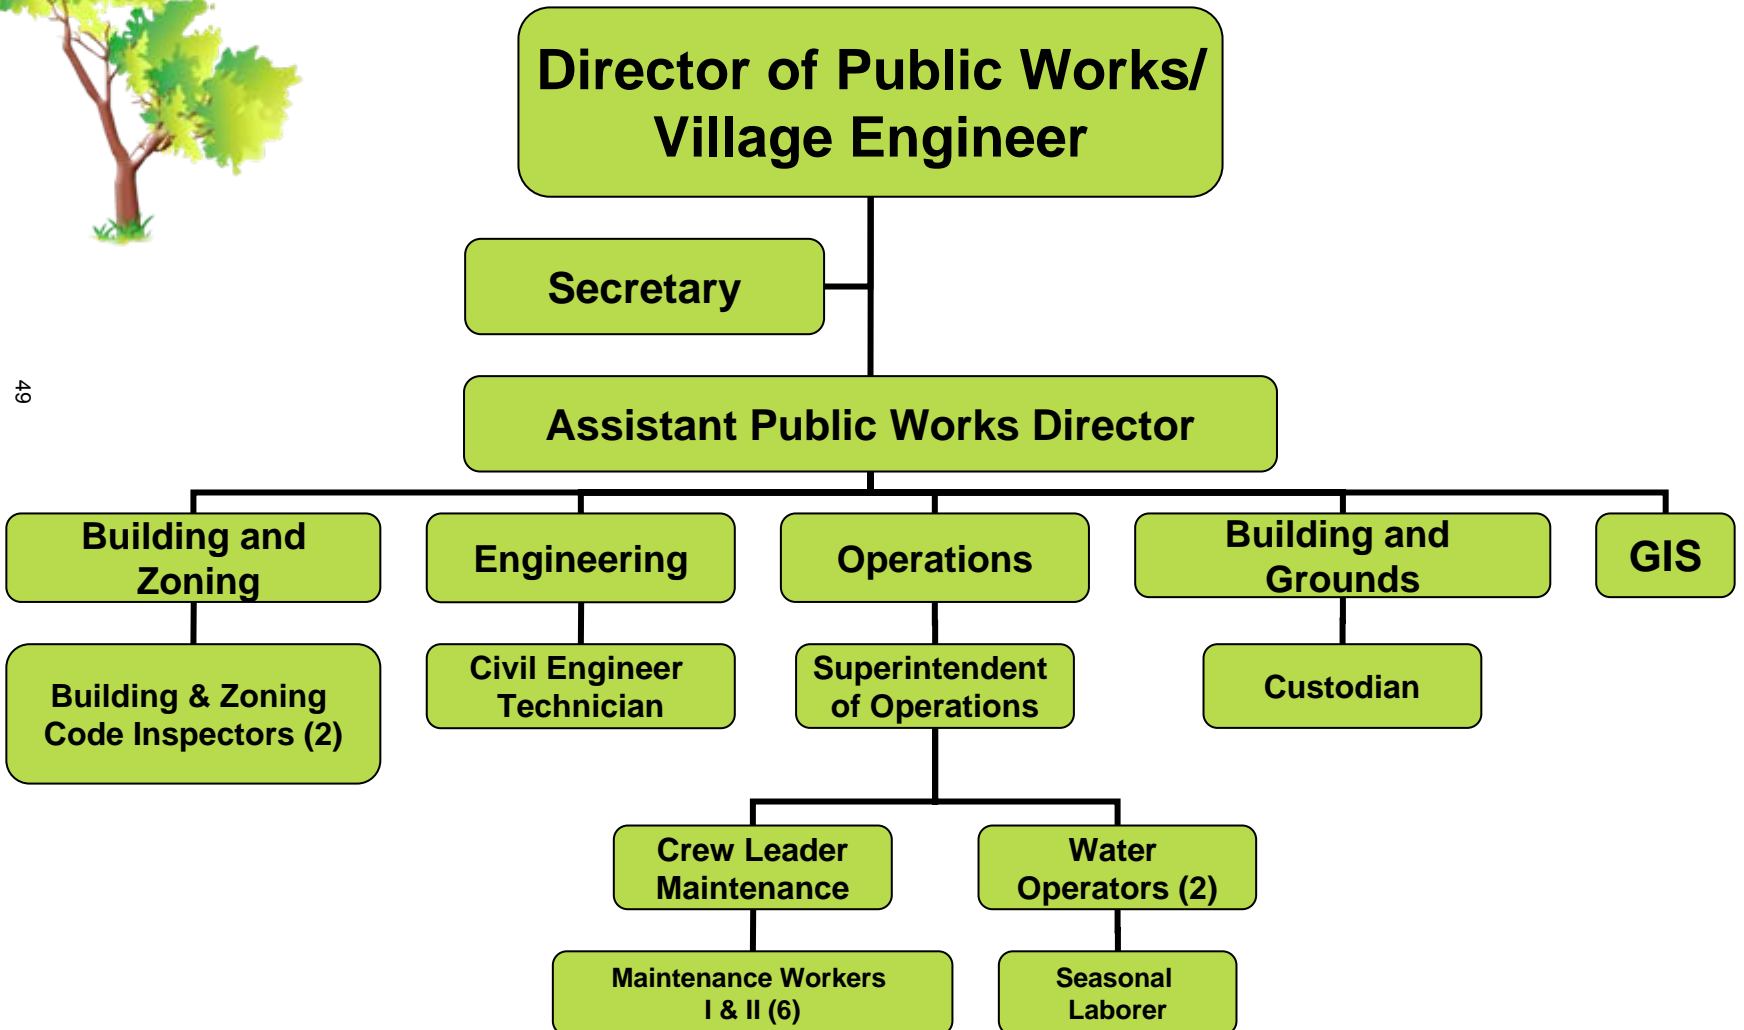 Director of Public Works/
Village Engineer
Secretary
49
Assistant Public Works Director
Building and
Zoning
Engineering
Operations
Building and
Grounds
GIS
Building & Zoning
Code Inspectors (2)
Civil Engineer
Technician
Superintendent
of Operations
Custodian
Crew Leader
Maintenance
Water
Operators (2)
Maintenance Workers
I & II (6)
Seasonal
Laborer